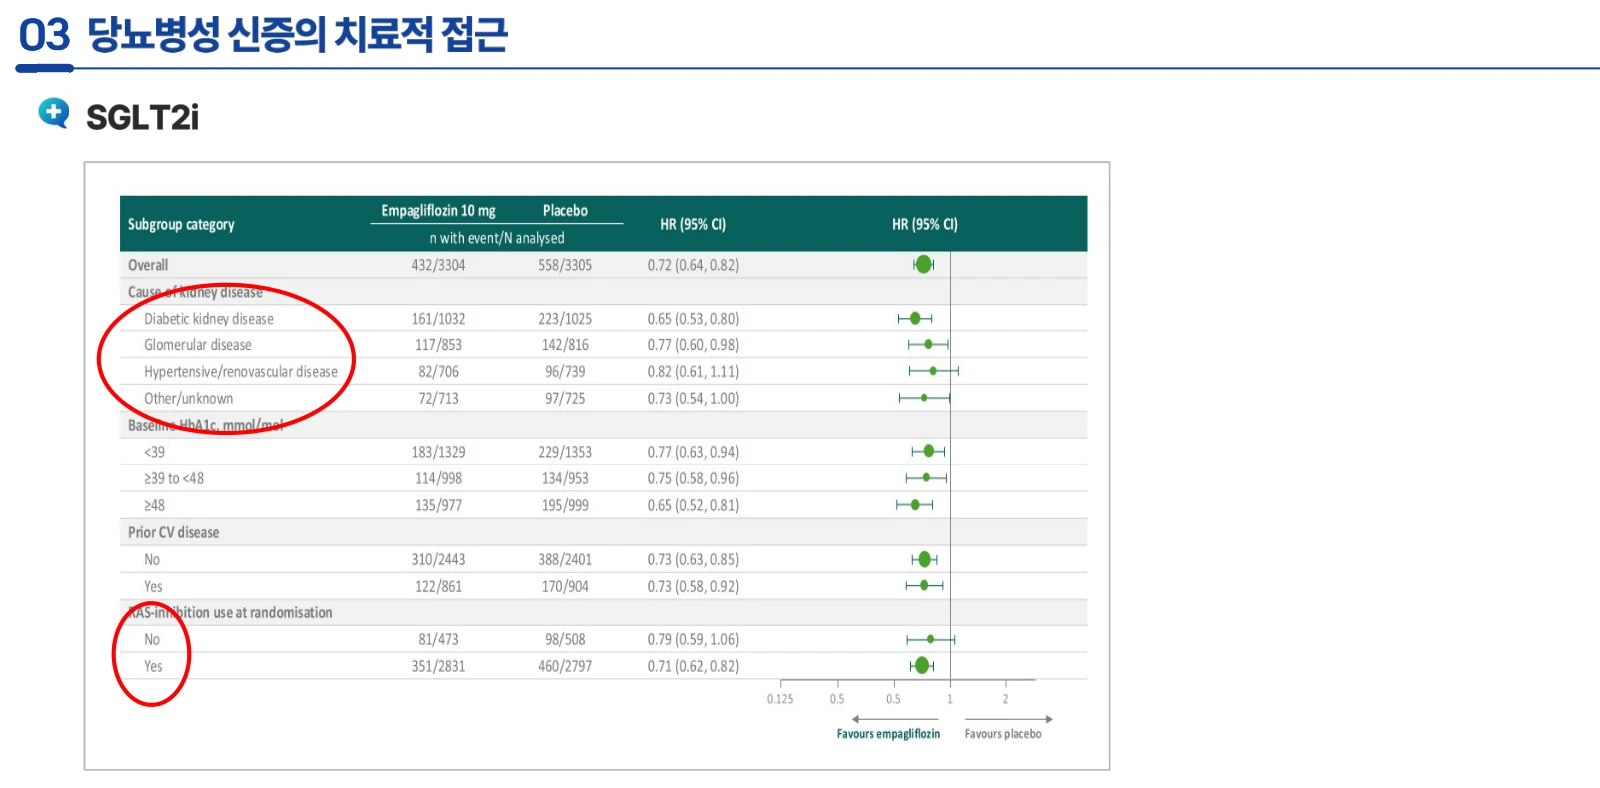 03 당뇨병성 신증의 치료적 접근
SGLT2i
Subgroup category Empagliflozin 10 mg Placebo HR (95% CI) HR (95% CI)
n with event/N analysed
Overall 432/3304 558/3305 0.72 (0.64, 0.82)
Cause of kidney disease
Diabetic kidney disease 161/1032 223/1025 0.65 (0.53, 0.80)
Glomerular disease 117/853 142/816 0.77 (0.60, 0.98)
Hypertensive/renovascular disease 82/706 96/739 0.82 (0.61, 1.11)
Other/unknown 72/713 97/725 0.73 (0.54, 1.00)
Baseline HbA1c, mmol/mol
<39 183/1329 229/1353 0.77 (0.63, 0.94)
≥39 to <48 114/998 134/953 0.75 (0.58, 0.96)
≥48 135/977 195/999 0.65 (0.52, 0.81)
Prior CV disease
No 310/2443 388/2401 0.73 (0.63, 0.85)
Yes 122/861 170/904 0.73 (0.58, 0.92)
RAS-inhibition use at randomisation
No 81/473 98/508 0.79 (0.59, 1.06)
Yes 351/2831 460/2797 0.71 (0.62, 0.82)
0.125 0.5 0.5 1 2
Favours empagliflozin Favours placebo